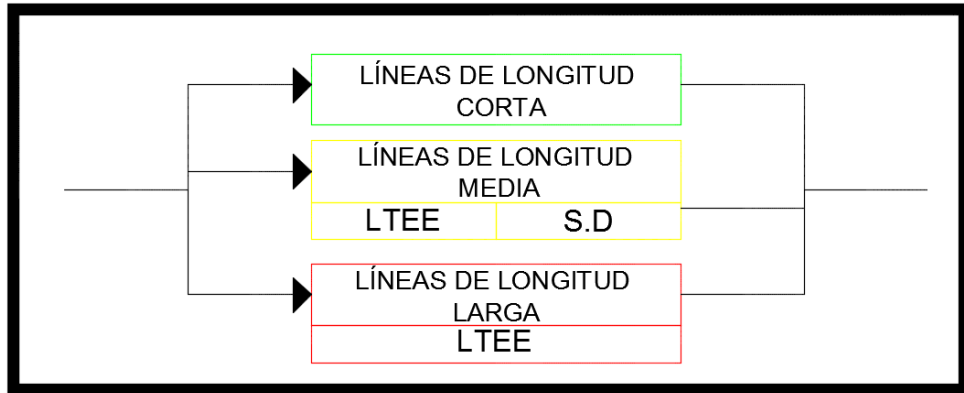 LÍNEAS DE LONGITUD
CORTA
LÍNEAS DE LONGITUD
MEDIA
LTEE
S.D
LÍNEAS DE LONGITUD
LARGA
LTEE